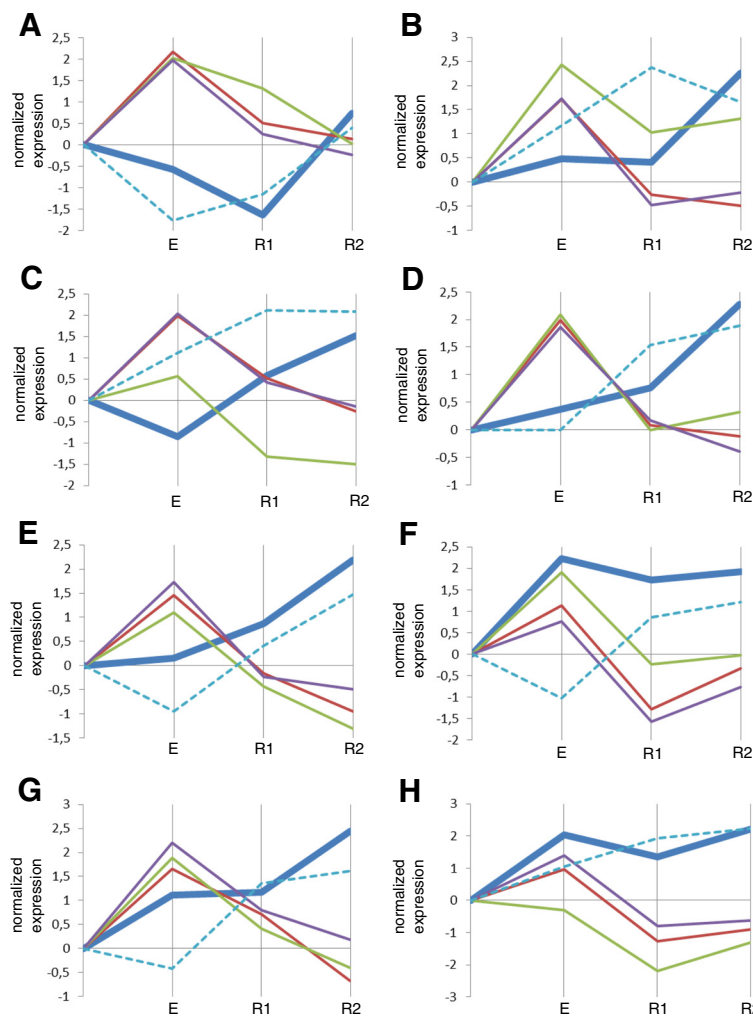 A
normalized
expression
2,5
2
1,5
1
0,5
0
-0,5
-1
-1,5
-2
E R1 R2
B
normalized
expression
3
2,5
2
1,5
1
0,5
0
-0,5
-1
E R1 R2
C
normalized
expression
2,5
2
1,5
1
0,5
0
-0,5
-1
-1,5
-2
E R1 R2
D
normalized
expression
2,5
2
1,5
1
0,5
0
-0,5
-1
E R1 R2
E
normalized
expression
2,5
2
1,5
1
0,5
0
-0,5
-1
-1,5
E R1 R2
F
normalized
expression
2,5
2
1,5
1
0,5
0
-0,5
-1
-1,5
-2
E R1 R2
G
normalized
expression
3
2,5
2
1,5
1
0,5
0
-0,5
-1
E R1 R2
H
normalized
expression
3
2
1
0
-1
-2
-3
E R1